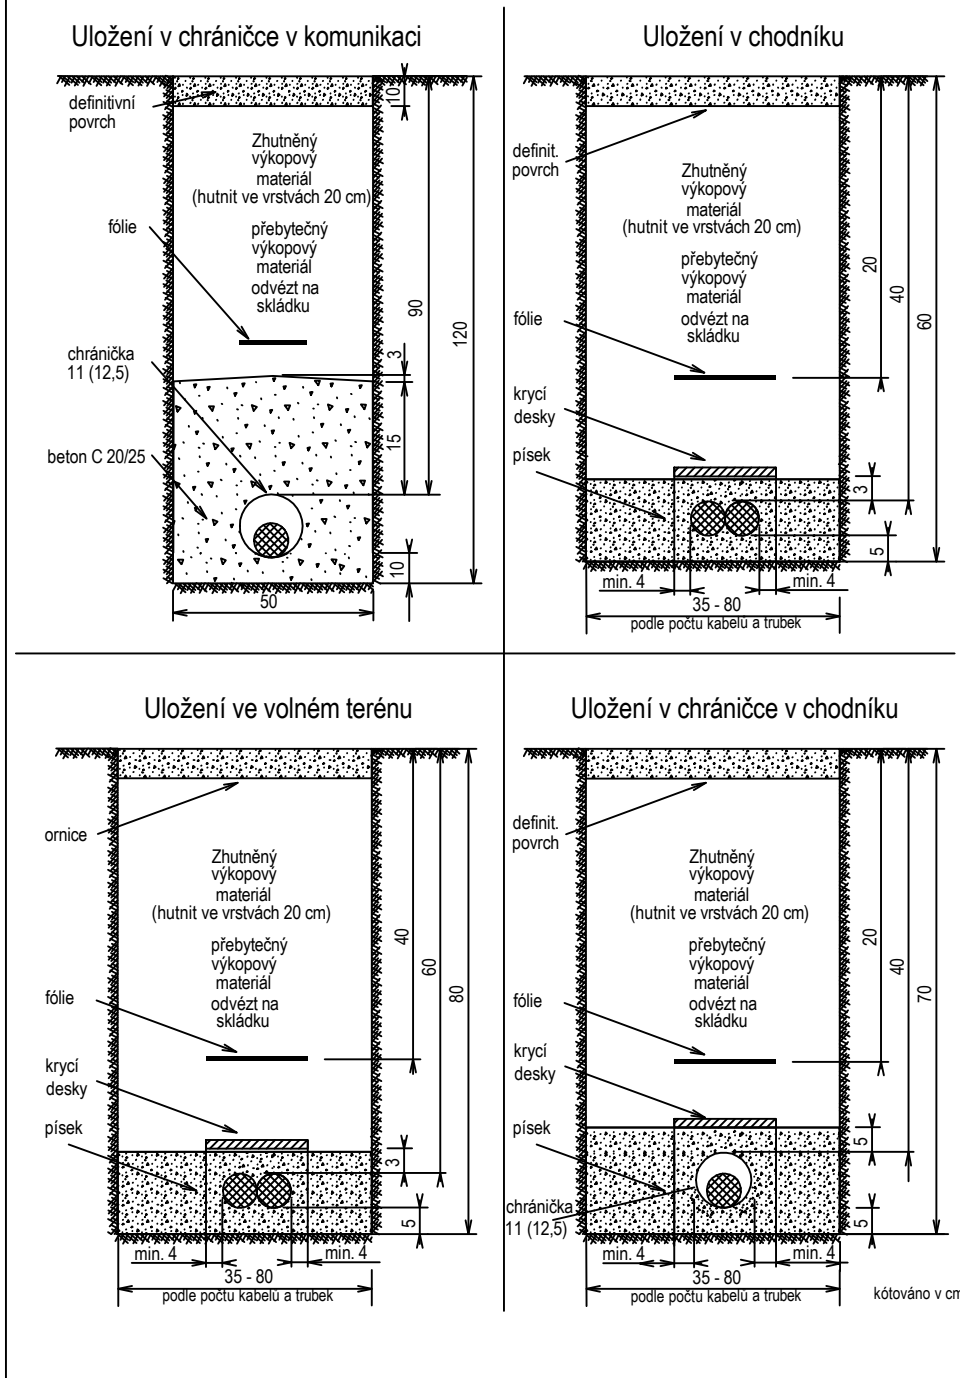 Uložení v chráničce v komunikaci
definitivní
povrch
10
Zhutněný
výkopový
materiál
(hutnit ve vrstvách 20 cm)
fólie
přebytečný
výkopový
materiál
odvézt na
skládku
90
120
chránička
11 (12,5)
3
15
beton C 20/25
10
50
Uložení v chodníku
definit.
povrch
Zhutněný
výkopový
materiál
(hutnit ve vrstvách 20 cm)
přebytečný
výkopový
materiál
odvézt na
skládku
20
40
60
fólie
krycí
desky
písek
3
5
min. 4
min. 4
35 - 80
podle počtu kabelů a trubek
Uložení ve volném terénu
ornice
Zhutněný
výkopový
materiál
(hutnit ve vrstvách 20 cm)
přebytečný
výkopový
materiál
odvézt na
skládku
40
60
80
fólie
krycí
desky
písek
3
5
min. 4
min. 4
35 - 80
podle počtu kabelů a trubek
Uložení v chráničce v chodníku
definit.
povrch
Zhutněný
výkopový
materiál
(hutnit ve vrstvách 20 cm)
přebytečný
výkopový
materiál
odvézt na
skládku
20
40
70
fólie
krycí
desky
písek
5
chránička
11 (12,5)
5
min. 4
min. 4
35 - 80
podle počtu kabelů a trubek
kótováno v cm